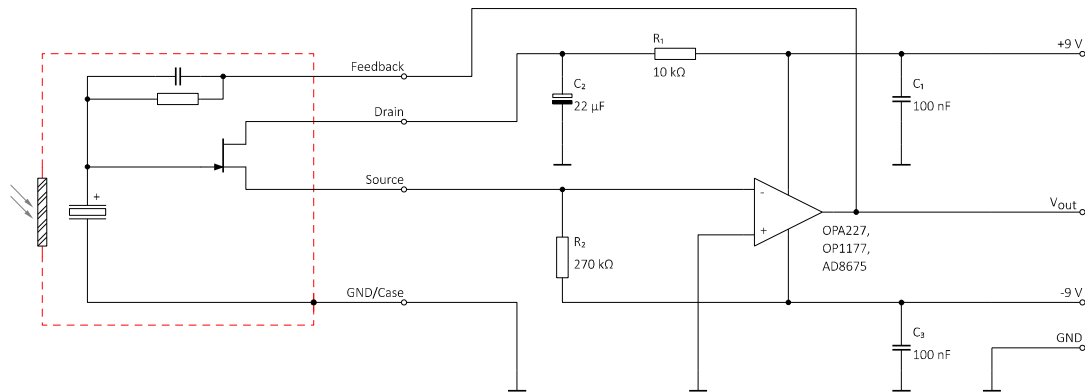 Feedback
Drain
Source
GND/Case
+
C₂
22 µF
R₁
10 kΩ
R₂
270 kΩ
-
+
OPA227,
OP1177,
AD8675
C₁
100 nF
C₃
100 nF
+9 V
Vout
-9 V
GND